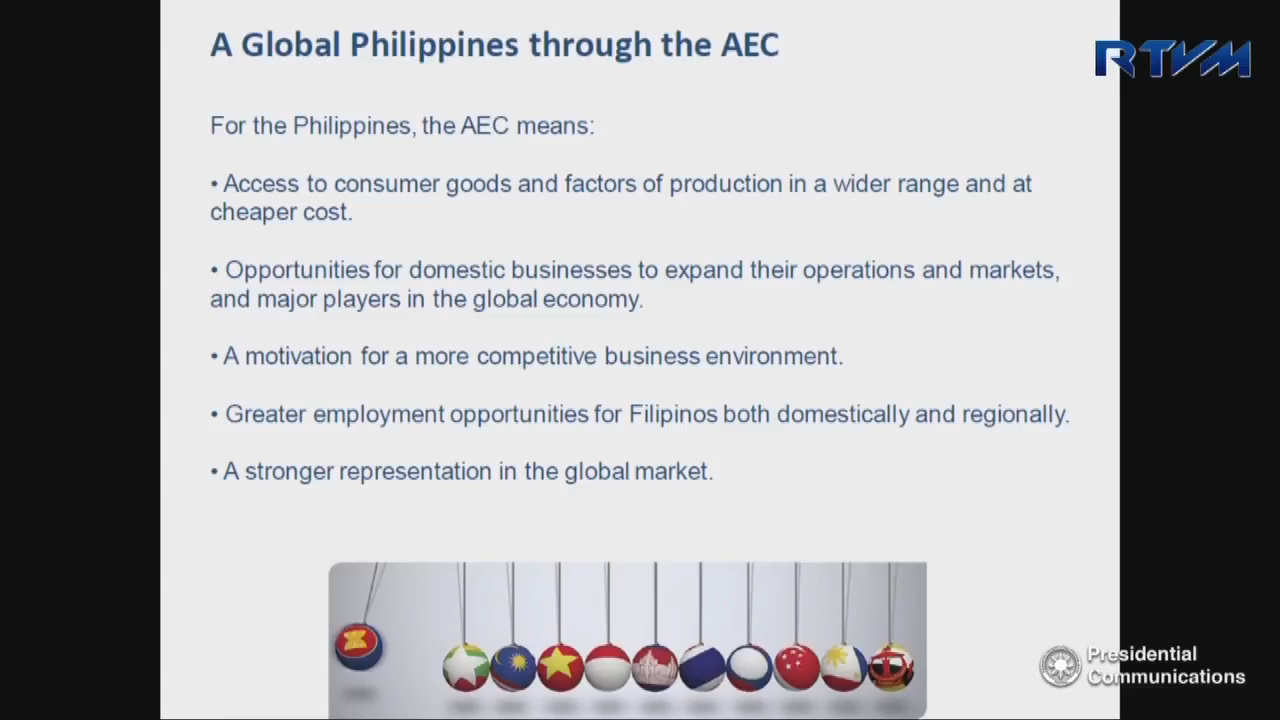 A Global Philippines through the AEC
RTVM
For the Philippines, the AEC means:
• Access to consumer goods and factors of production in a wider range and at
cheaper cost.
• Opportunities for domestic businesses to expand their operations and markets,
and major players in the global economy.
• A motivation for a more competitive business environment.
• Greater employment opportunities for Filipinos both domestically and regionally.
• A stronger representation in the global market.
Presidential
Communications